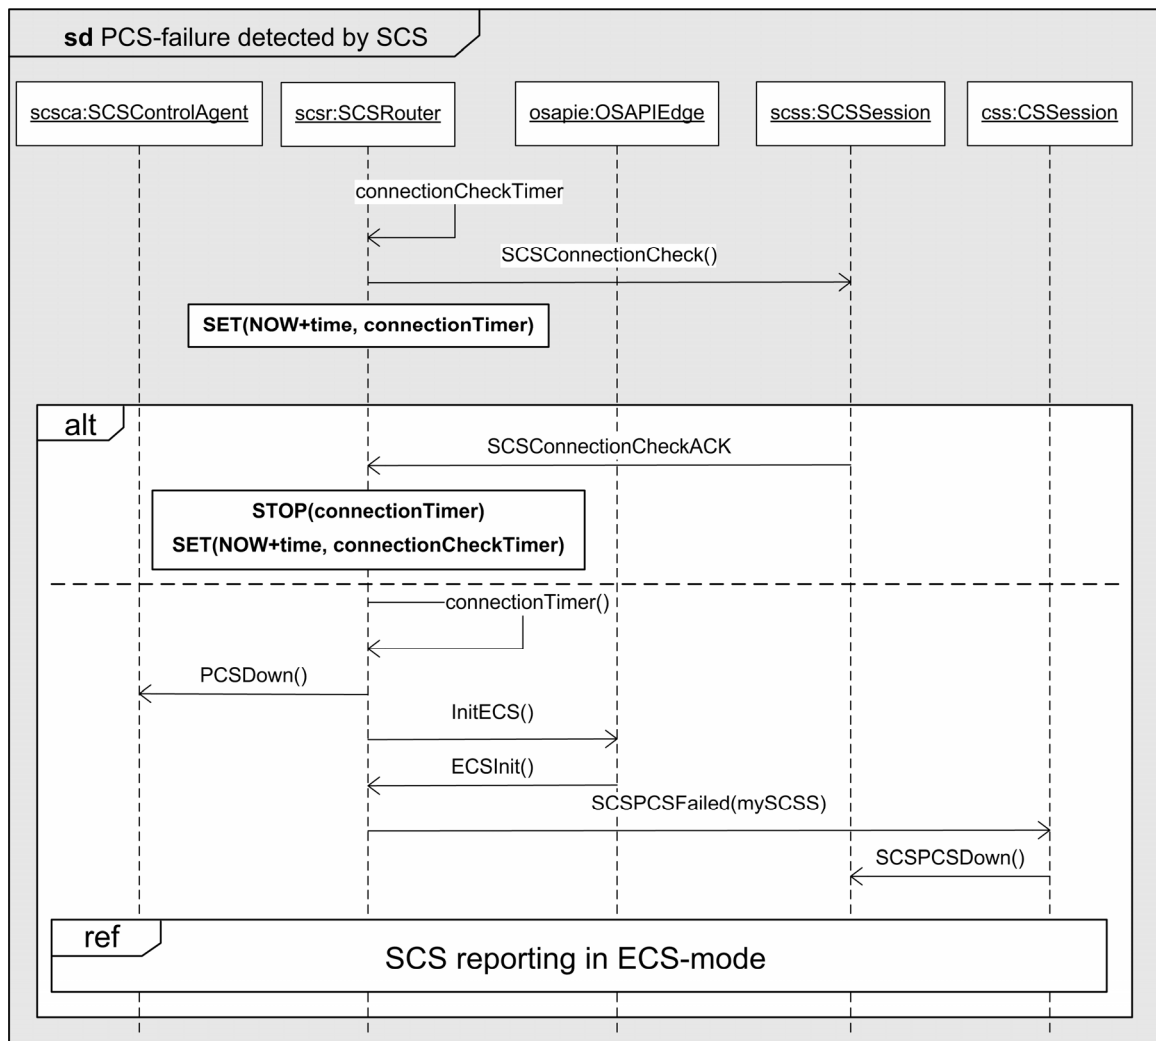 sd PCS-failure detected by SCS
scsca:SCSControlAgent
scsr:SCSRouter
osapie:OSAPIEdge
scss:SCSSession
css:CSSession
connectionCheckTimer
SCSConnectionCheck()
SET(NOW+time, connectionTimer)
alt
SCSConnectionCheckACK
STOP(connectionTimer)
SET(NOW+time, connectionCheckTimer)
connectionTimer()
PCSDown()
InitECS()
ECSInit()
SCSPCSFailed(mySCSS)
SCSPCSDown()
ref
SCS reporting in ECS-mode